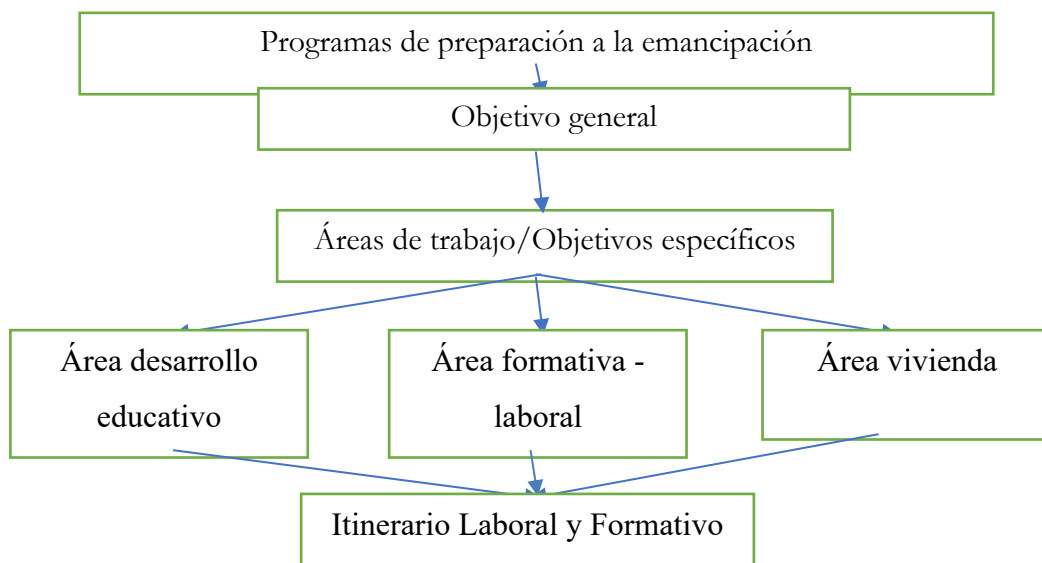 Programas de preparación a la emancipación
Objetivo general
Áreas de trabajo/Objetivos específicos
Área desarrollo
educativo
Área formativa -
laboral
Área vivienda
Itinerario Laboral y Formativo